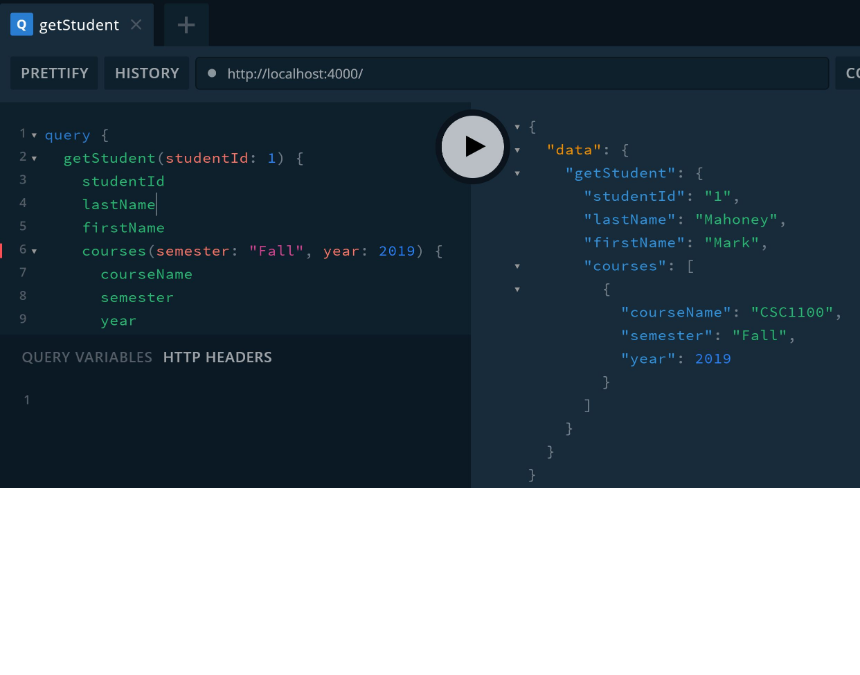 Q getStudent
PRETTIFY HISTORY http://localhost:4000/ CO
1 query {
2 getStudent(studentId: 1) {
3 studentId
4 lastName
5 firstName
6 courses(semester: "Fall", year: 2019) {
7 courseName
8 semester
9 year
QUERY VARIABLES HTTP HEADERS
1
{
"data": {
"getStudent": {
"studentId": "1",
"lastName": "Mahoney",
"firstName": "Mark",
"courses": [
{
"courseName": "CSC1100",
"semester": "Fall",
"year": 2019
}
]
}
}
}